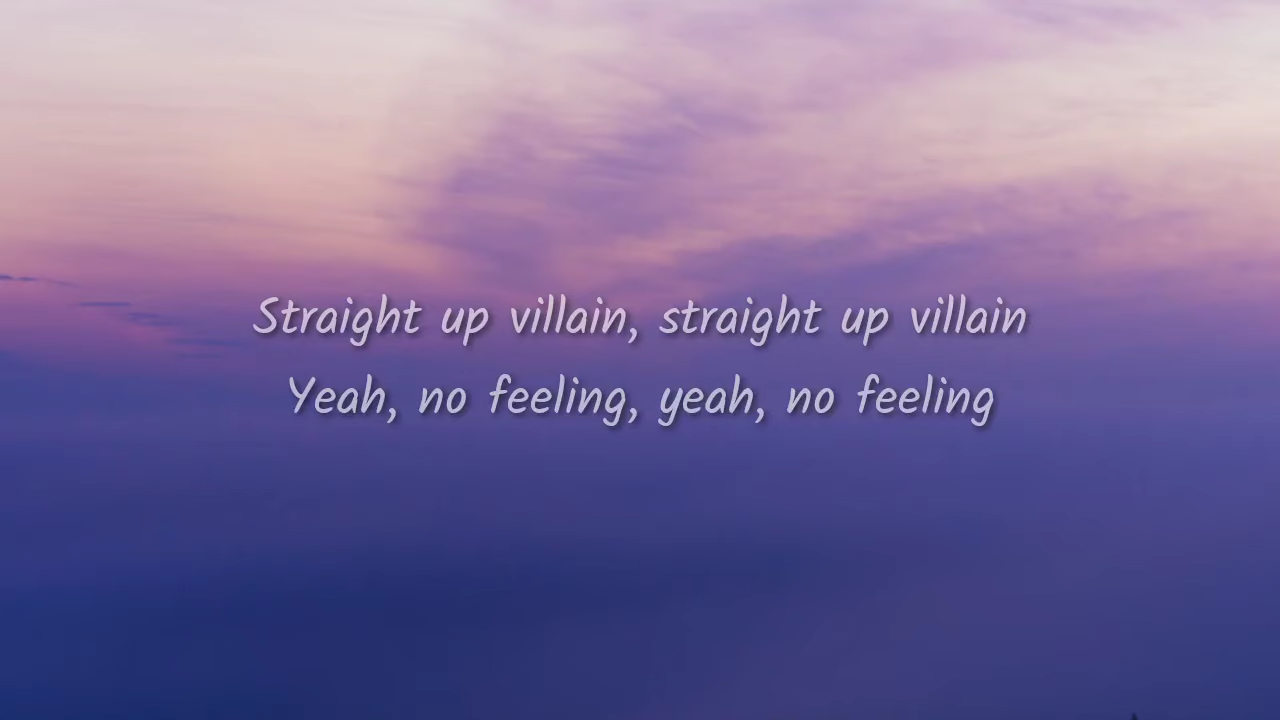 Straight up villain, straight up villain
Yeah, no feeling, yeah, no feeling